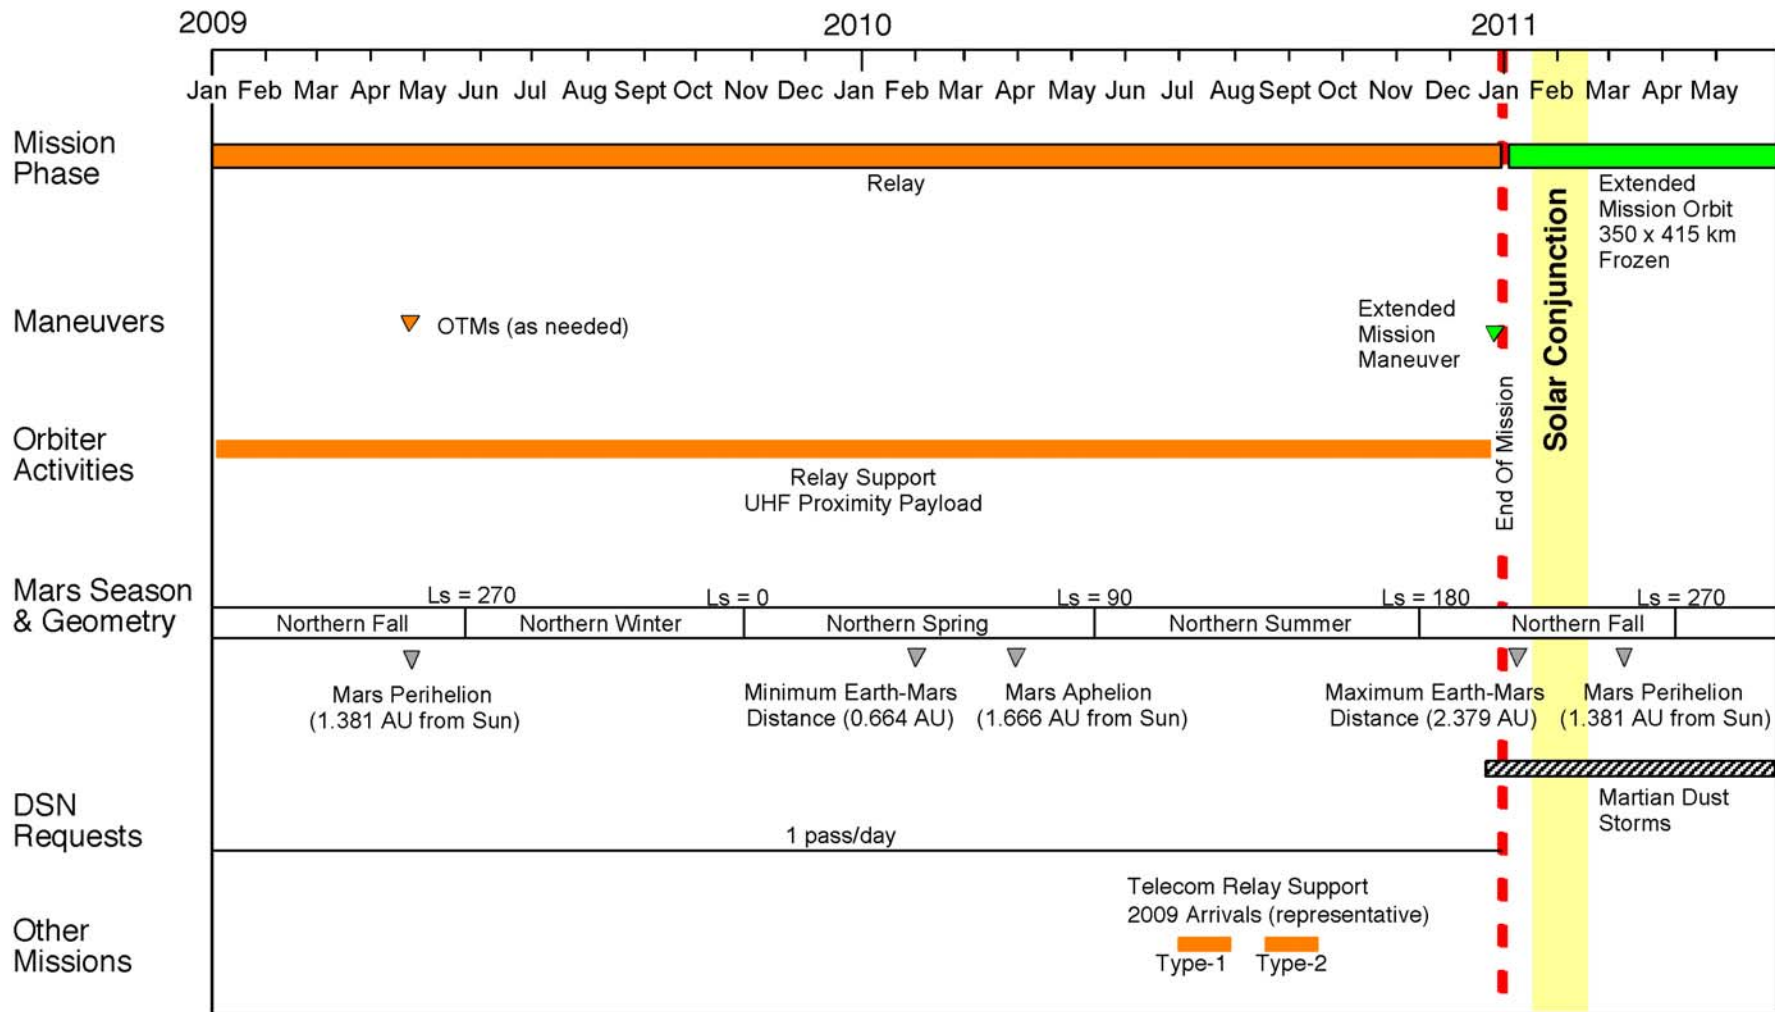 2009 2010 2011
Jan Feb Mar Apr May Jun Jul Aug Sept Oct Nov Dec Jan Feb Mar Apr May Jun Jul Aug Sept Oct Nov Dec Jan Feb Mar Apr May
Mission
Phase
Relay
Extended
Mission Orbit
350 x 415 km
Frozen
Solar Conjunction
Maneuvers
OTMs (as needed)
Extended
Mission
Maneuver
End Of Mission
Orbiter
Activities
Relay Support
UHF Proximity Payload
Mars Season
& Geometry
Ls = 270 Ls = 0 Ls = 90 Ls = 180 Ls = 270
Northern Fall Northern Winter Northern Spring Northern Summer Northern Fall
Mars Perihelion
(1.381 AU from Sun)
Minimum Earth-Mars
Distance (0.664 AU)
Mars Aphelion
(1.666 AU from Sun)
Maximum Earth-Mars
Distance (2.379 AU)
Mars Perihelion
(1.381 AU from Sun)
Martian Dust
Storms
DSN
Requests
1 pass/day
Other
Missions
Telecom Relay Support
2009 Arrivals (representative)
Type-1 Type-2